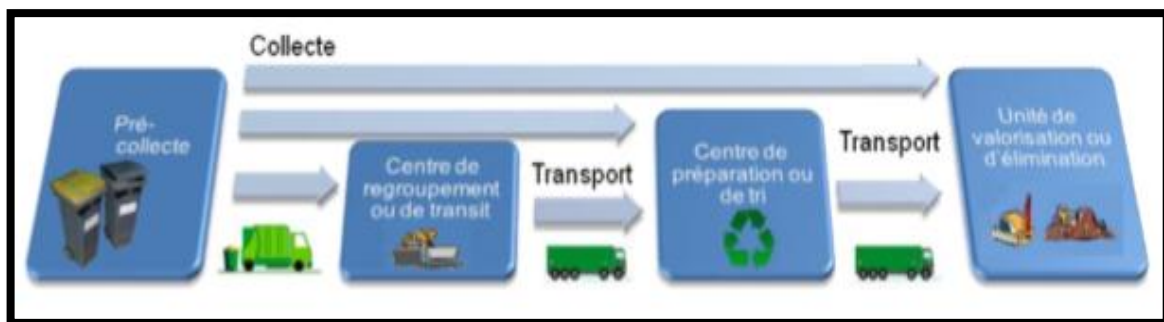 Collecte
Pré-
collecte
Centre de
regroupement
ou de transit
Transport
Centre de
préparation ou
de tri
Transport
Unité de
valorisation ou
d'élimination